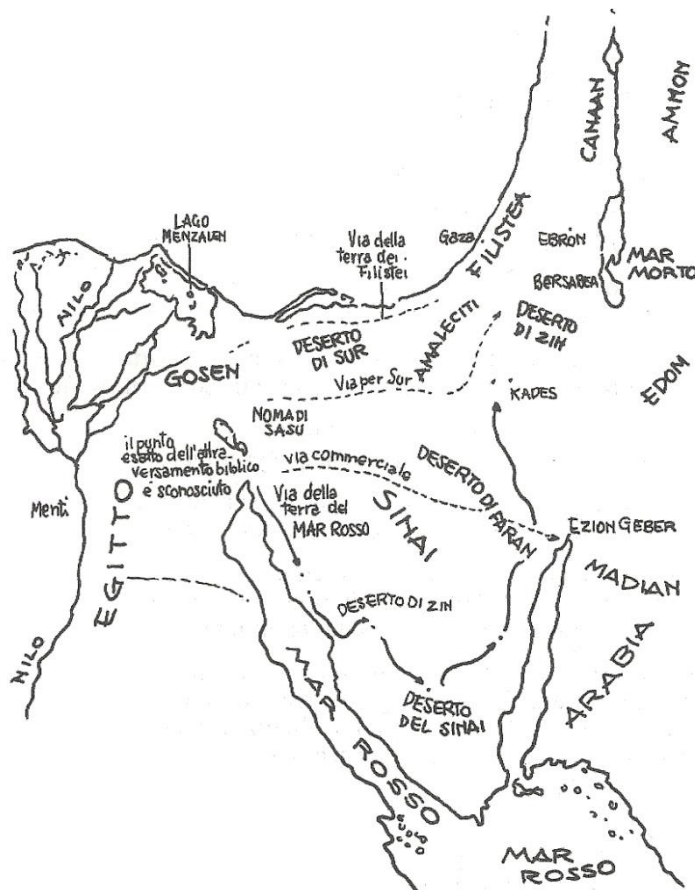 CANAAN
AMMON
LAGO
MENZALEN
Via della
terra dei
Filistei
Gaza
FILISTEA
EBRON
MAR
MORTO
BERSABEA
NILO
DESERTO
DI SUR
AMALECITI
DESERTO
DI ZIN
GOSEN
Via per Sur
KADES
EDOM
NOMADI
SASU
il punto
esatto dell'attra-
versamento biblico
è sconosciuto
via commerciale
DESERTO DI PARAN
Menfi
EGITTO
Via della
terra del
MAR ROSSO
SINAI
EZION GEBER
MADIAN
DESERTO DI ZIN
NILO
MAR ROSSO
DESERTO
DEL SINAI
ARABIA
MAR
ROSSO